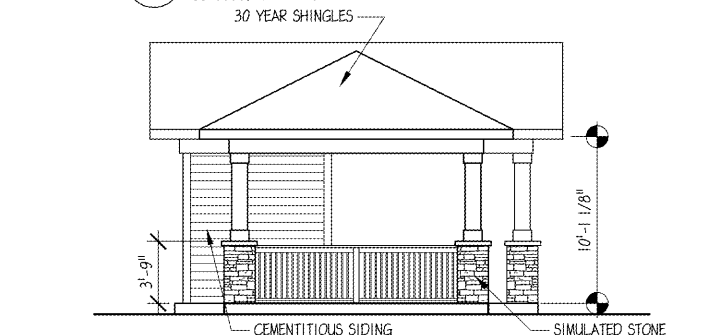 30 YEAR SHINGLES
10'-1 1/8"
3'-9"
CEMENTITIOUS SIDING
SIMULATED STONE